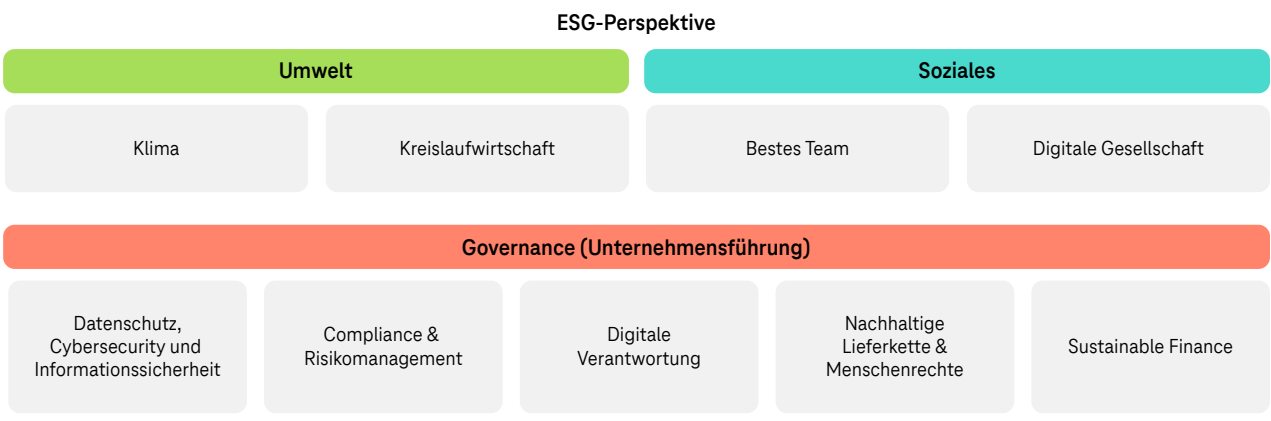 ESG-Perspektive
Umwelt
Soziales
Klima
Kreislaufwirtschaft
Bestes Team
Digitale Gesellschaft
Governance (Unternehmensführung)
Datenschutz,
Cybersecurity und
Informationssicherheit
Compliance &
Risikomanagement
Digitale
Verantwortung
Nachhaltige
Lieferkette &
Menschenrechte
Sustainable Finance